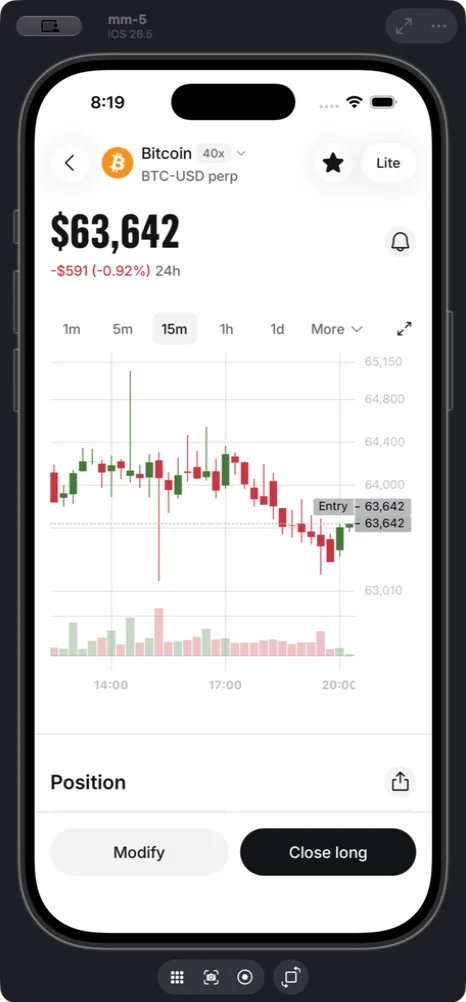 mm-5
iOS 26.5
8:19
Bitcoin 40x
BTC-USD perp
Lite
$63,642
-$591 (-0.92%) 24h
1m 5m 15m 1h 1d More
65,150
64,800
64,400
64,000
Entry 63,642
63,642
63,010
14:00 17:00 20:00
Position
Modify Close long